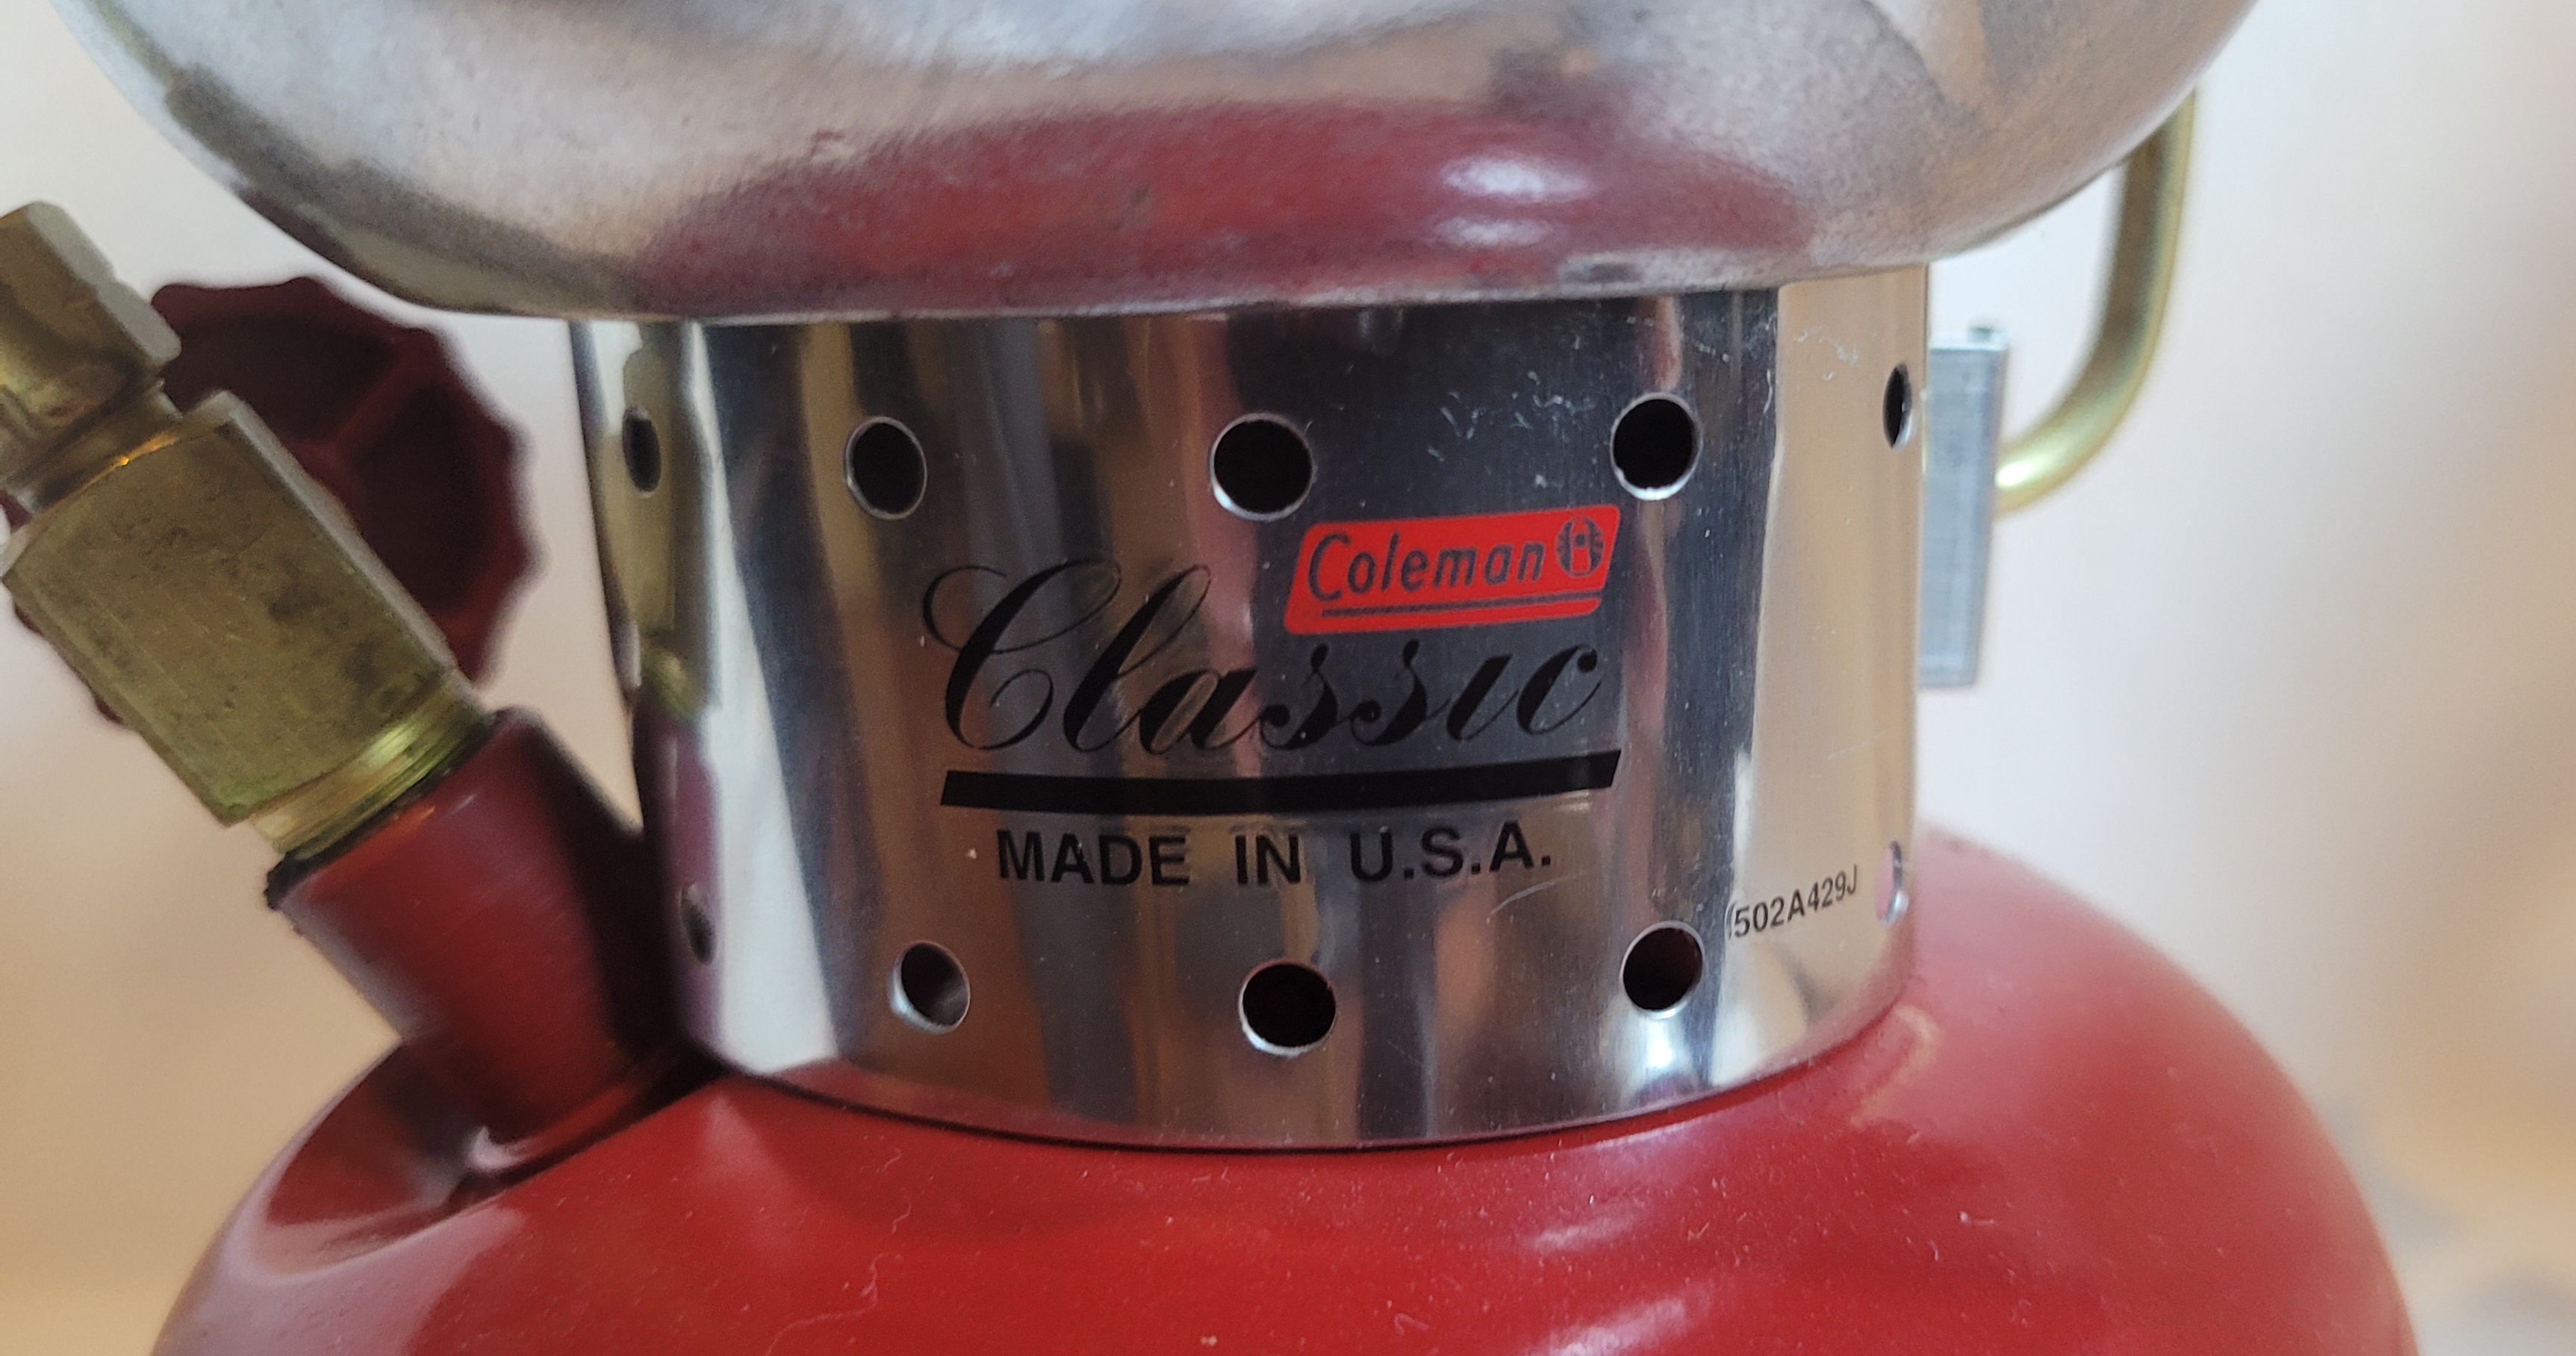 Coleman
Classic
MADE IN U.S.A.
502A429J